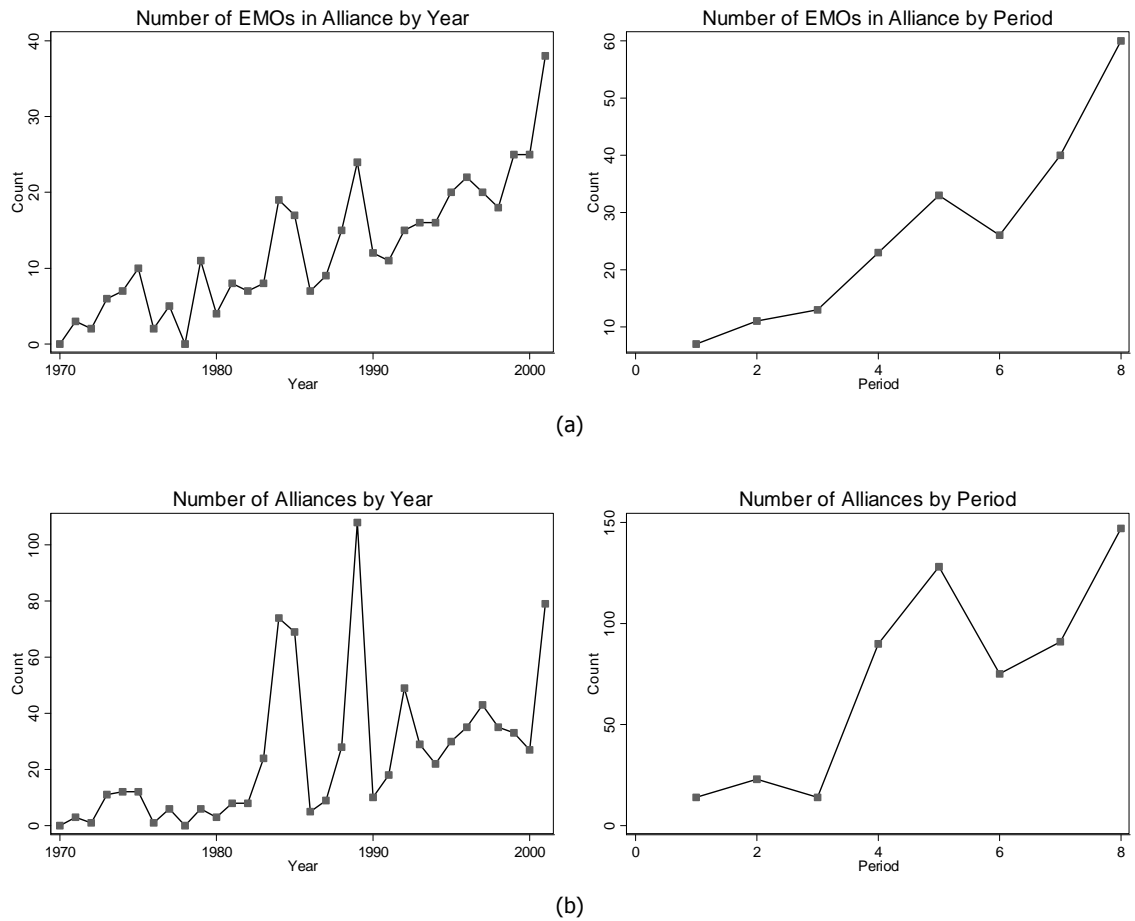 Number of EMOs in Alliance by Year
Count
0
10
20
30
40
1970
1980
1990
2000
Year
Number of EMOs in Alliance by Period
Count
10
20
30
40
50
60
0
2
4
6
8
Period
(a)
Number of Alliances by Year
Count
0
20
40
60
80
100
1970
1980
1990
2000
Year
Number of Alliances by Period
Count
0
50
100
150
0
2
4
6
8
Period
(b)